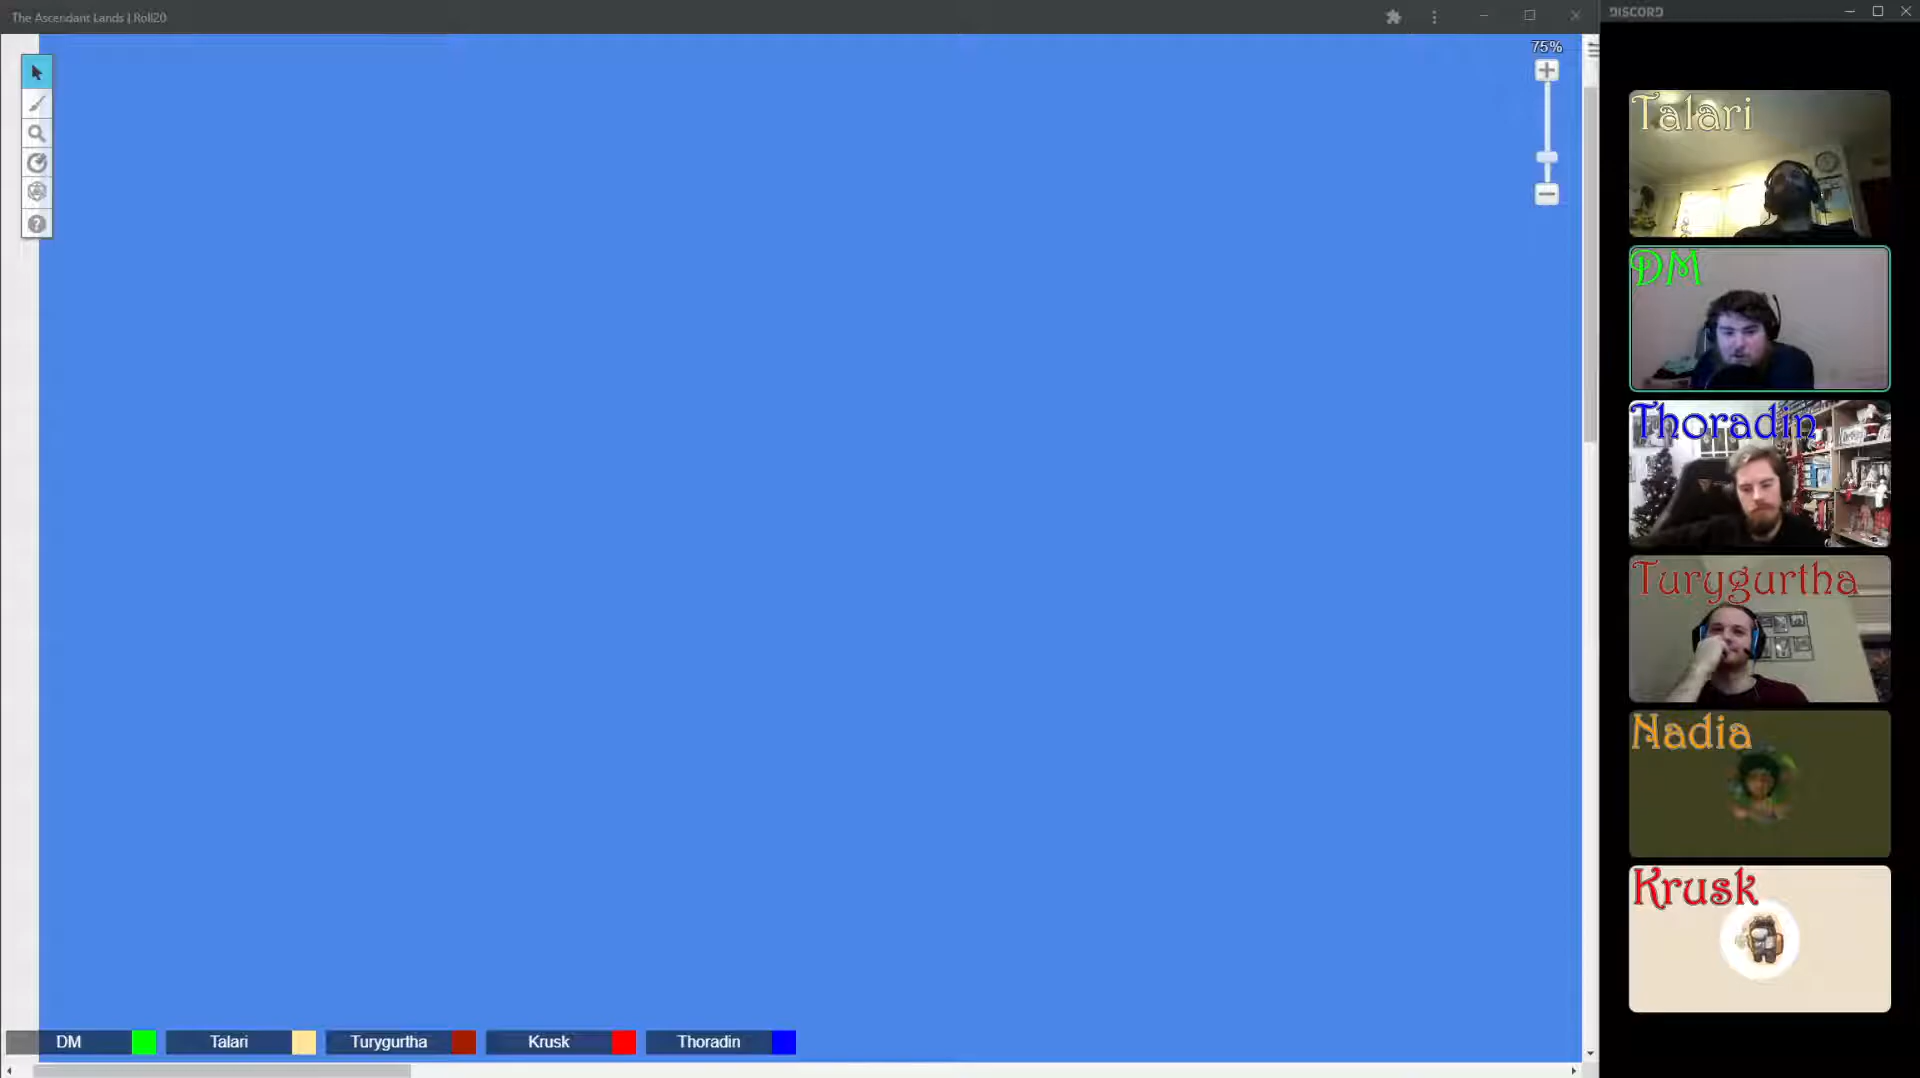 The Ascendant Lands | Roll20
DISCORD
75%
Talari
DM
Thoradin
Turygurtha
Nadia
Krusk
DM
Talari
Turygurtha
Krusk
Thoradin